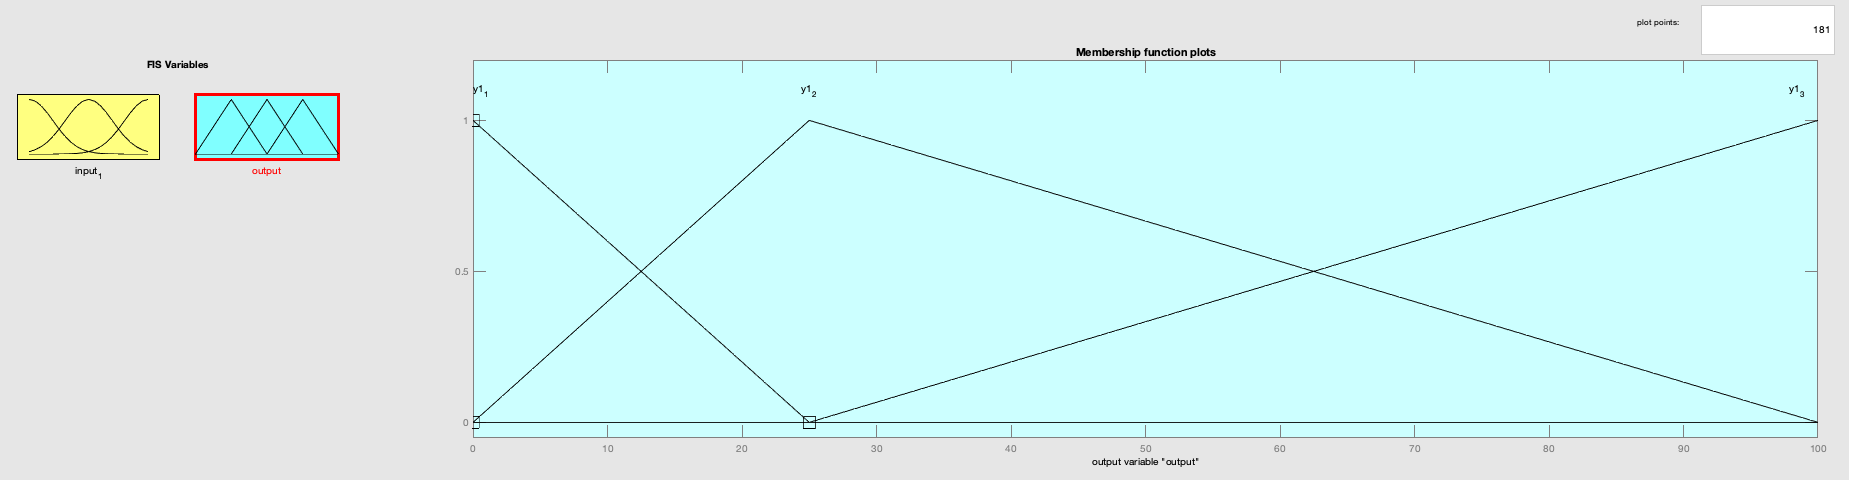 plot points:
181
FIS Variables
Membership function plots
input1
output
y11
y12
y13
1
0.5
0
0 10 20 30 40 50 60 70 80 90 100
output variable "output"